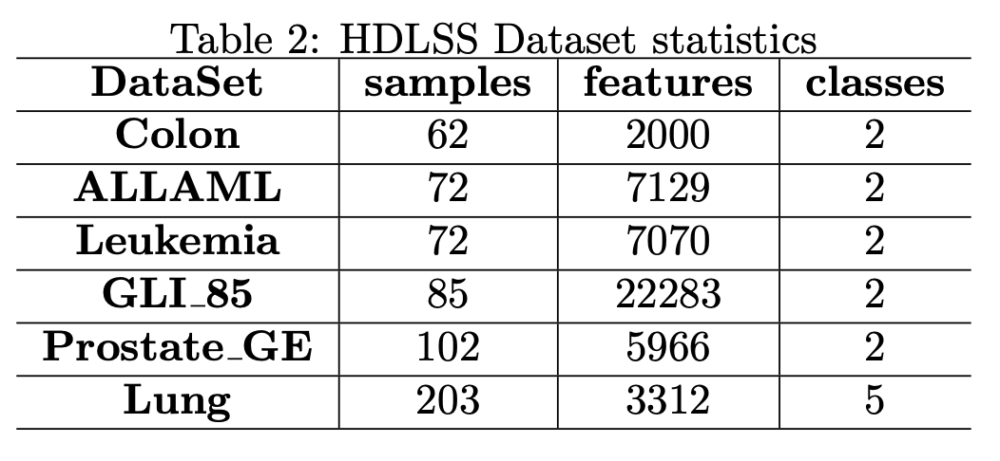 Table 2: HDLSS Dataset statistics
DataSet samples features classes
Colon 62 2000 2
ALLAML 72 7129 2
Leukemia 72 7070 2
GLI_85 85 22283 2
Prostate_GE 102 5966 2
Lung 203 3312 5